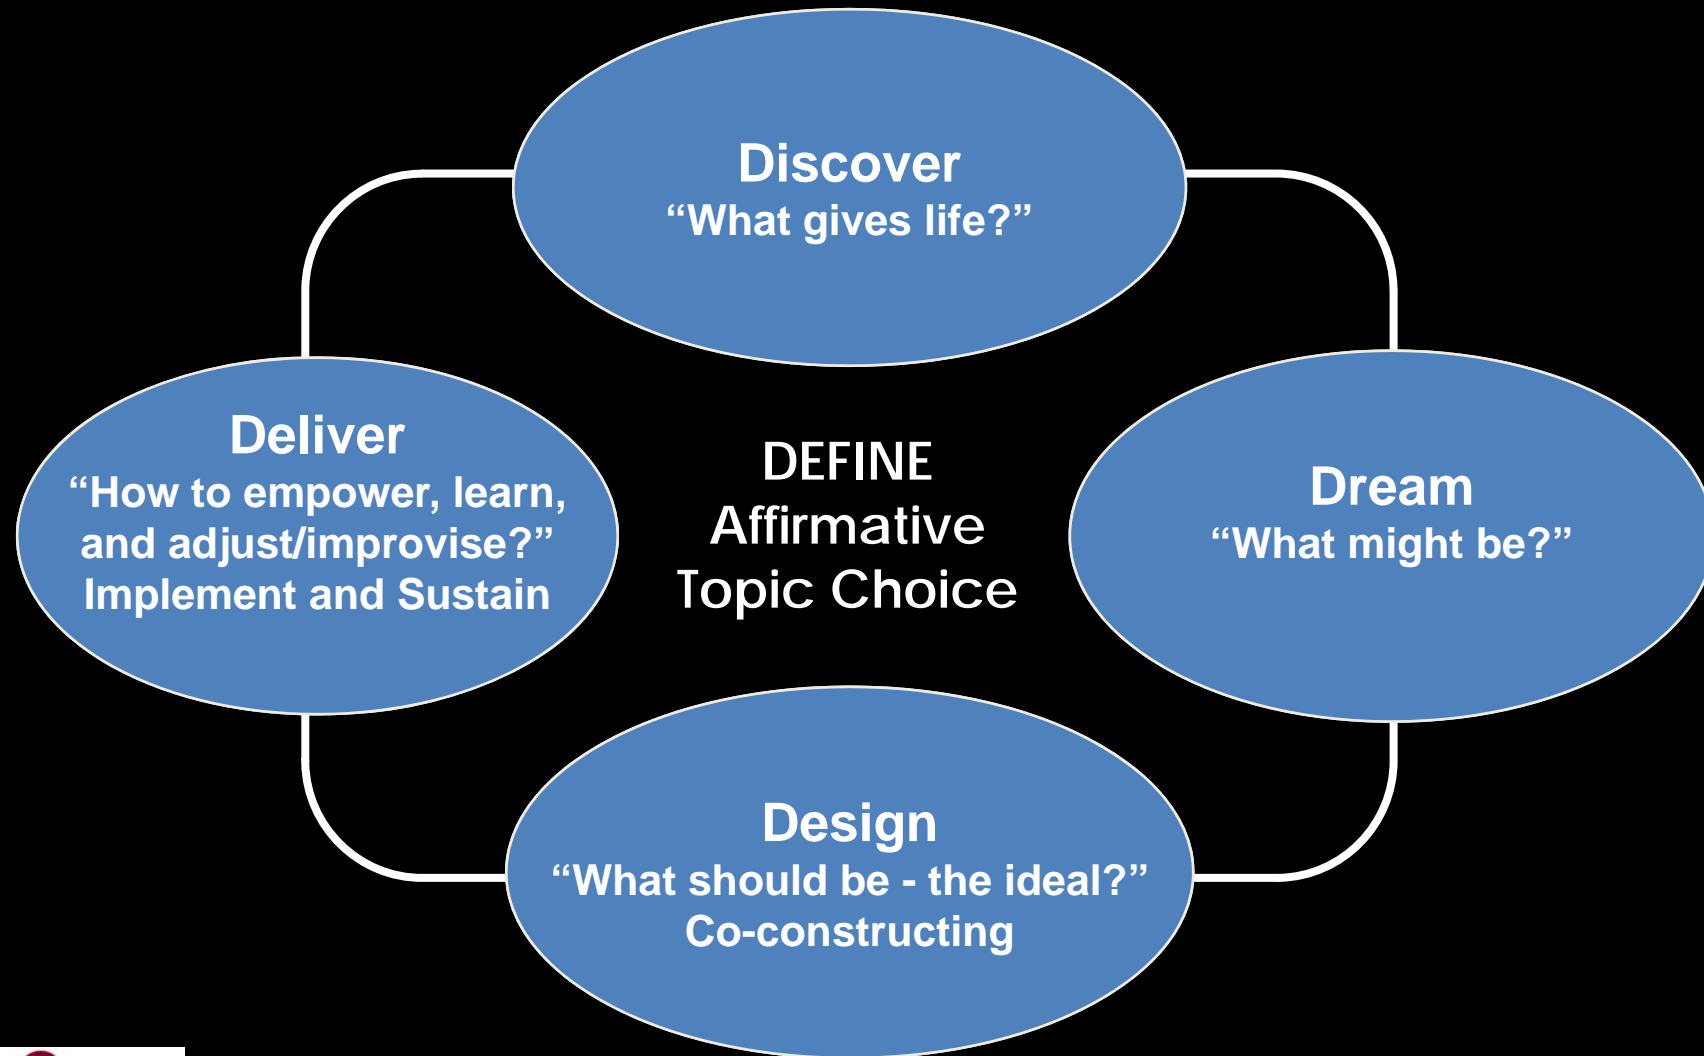 Discover
“What gives life?”
Deliver
“How to empower, learn,
and adjust/improvise?”
Implement and Sustain
DEFINE
Affirmative
Topic Choice
Dream
“What might be?”
Design
“What should be - the ideal?”
Co-constructing